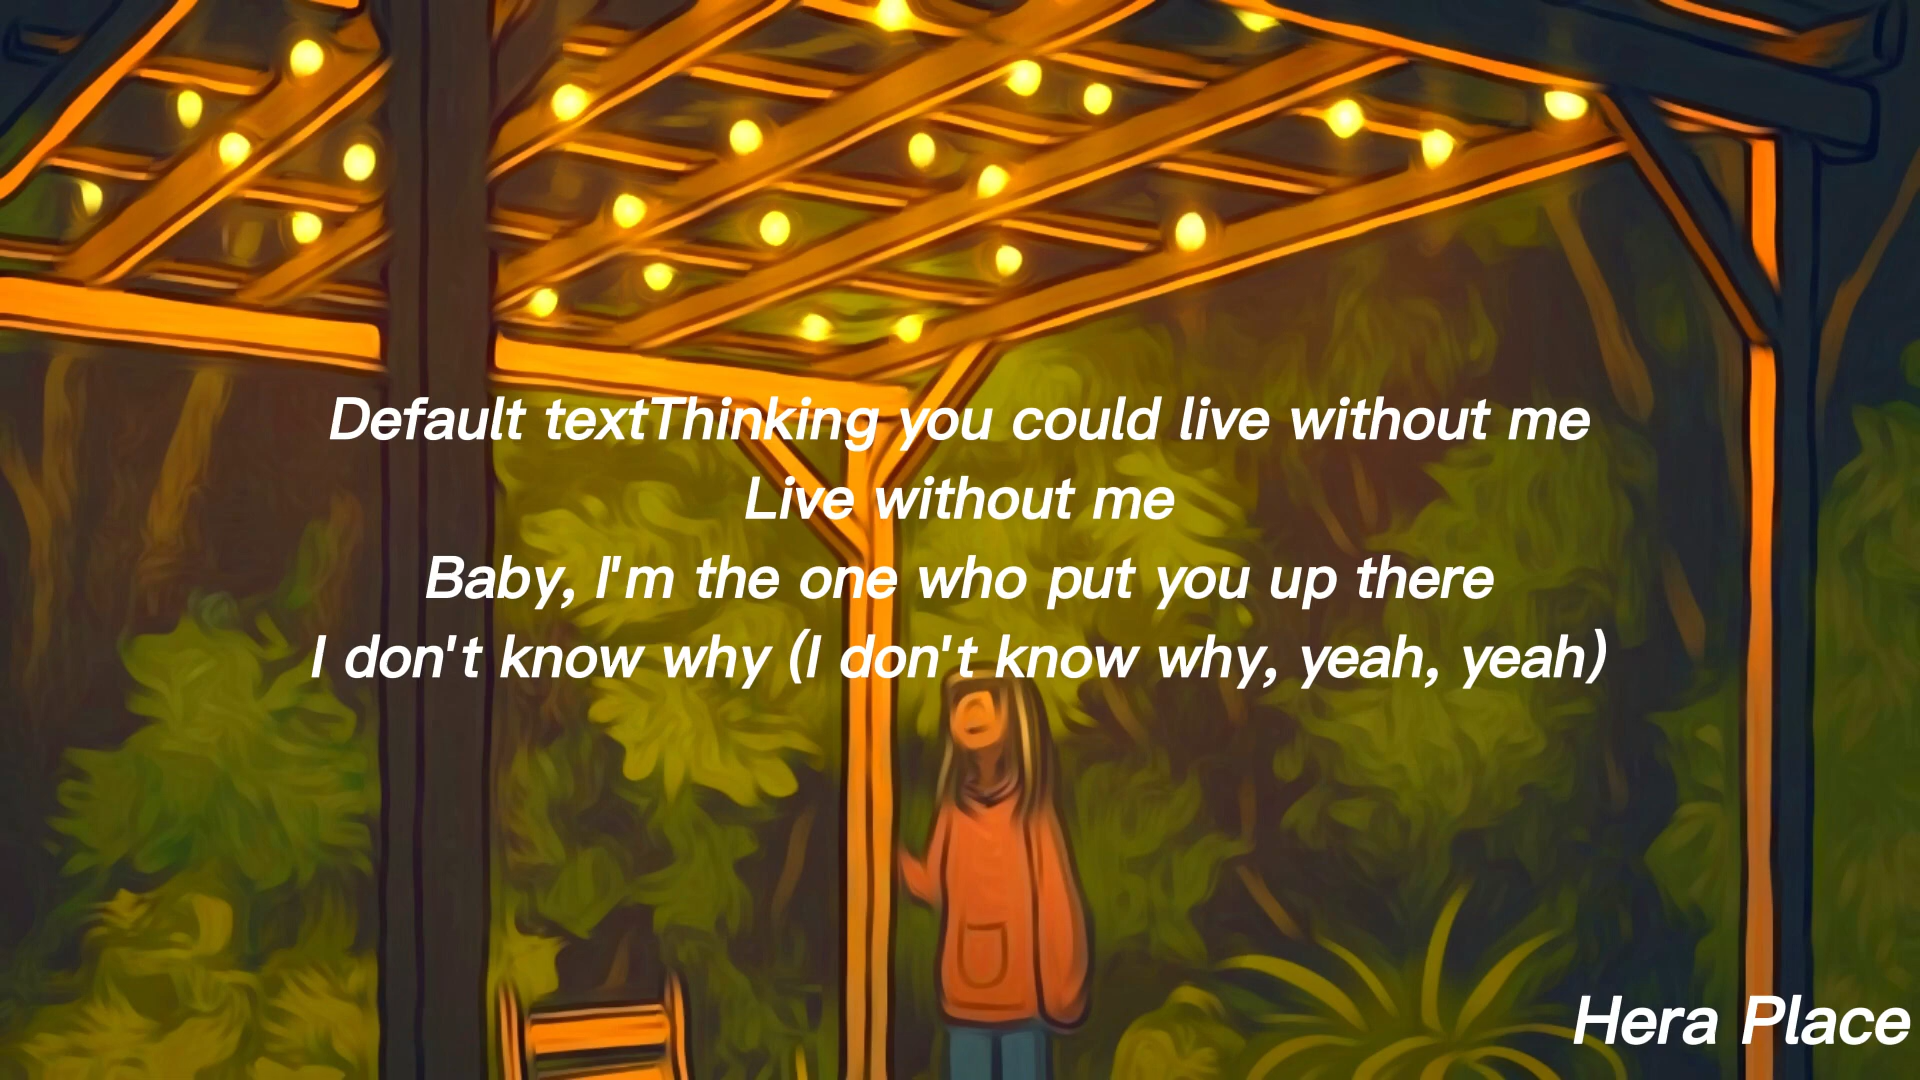 Default textThinking you could live without me
Live without me
Baby, I'm the one who put you up there
I don't know why (I don't know why, yeah, yeah)
Hera Place